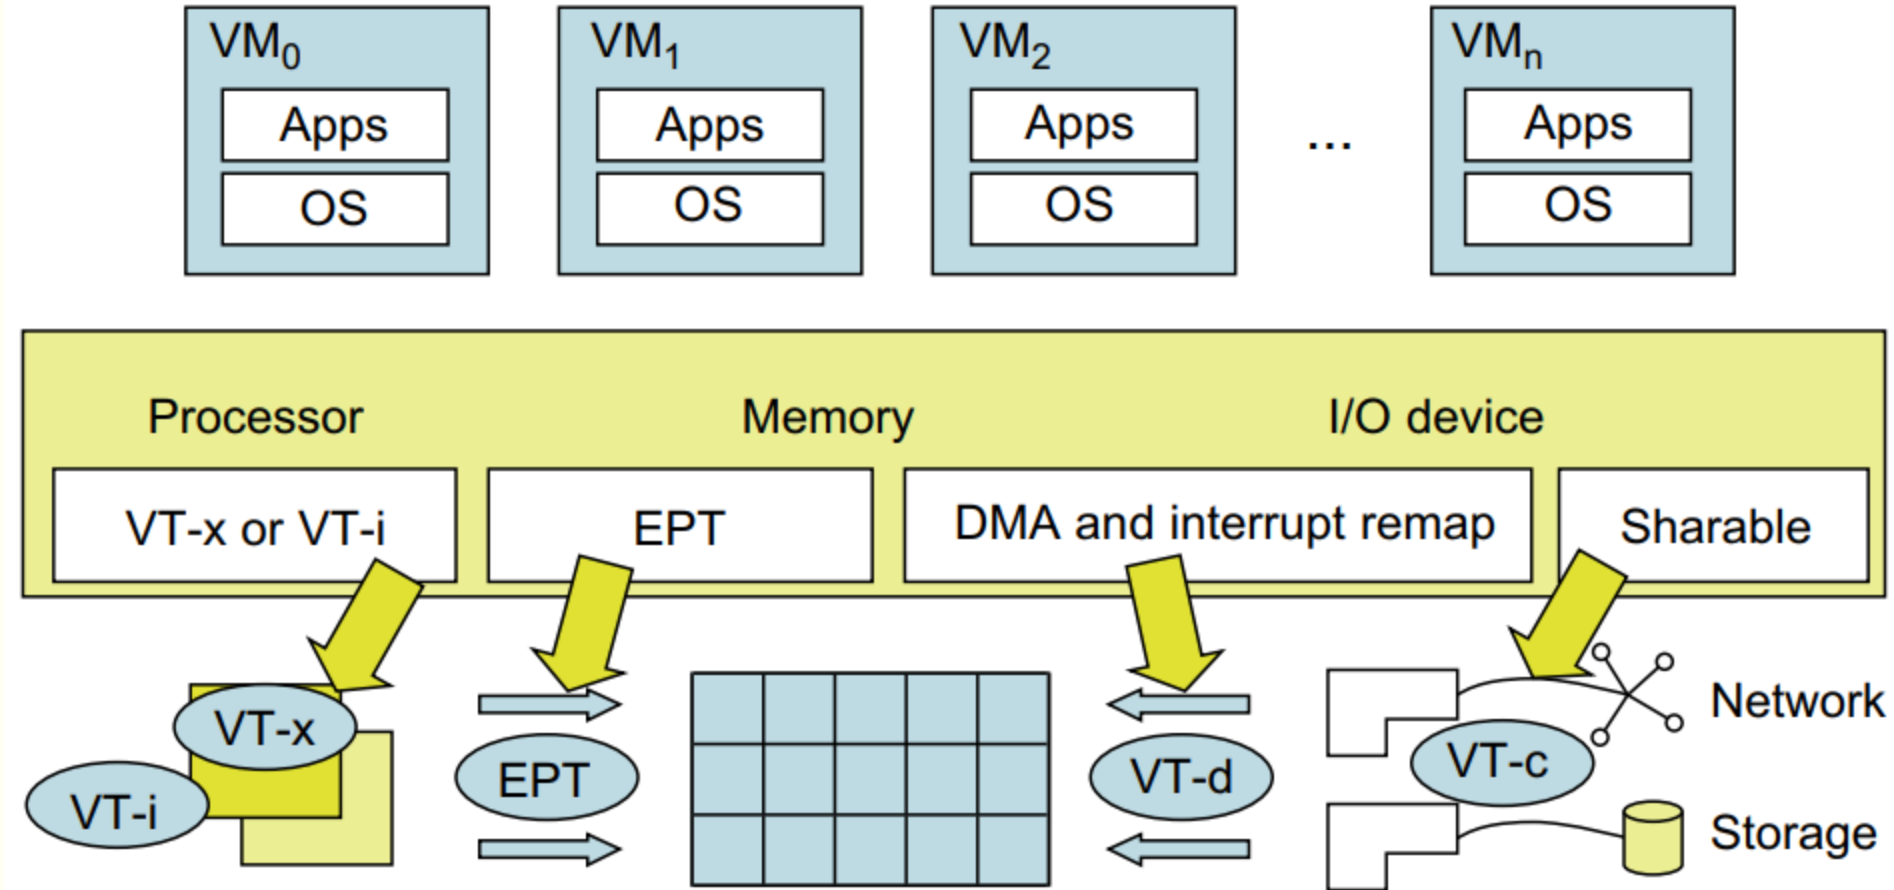 VM0
Apps
OS
VM1
Apps
OS
VM2
Apps
OS
...
VMn
Apps
OS
Processor
Memory
I/O device
VT-x or VT-i
EPT
DMA and interrupt remap
Sharable
VT-x
VT-i
EPT
VT-d
VT-c
Network
Storage